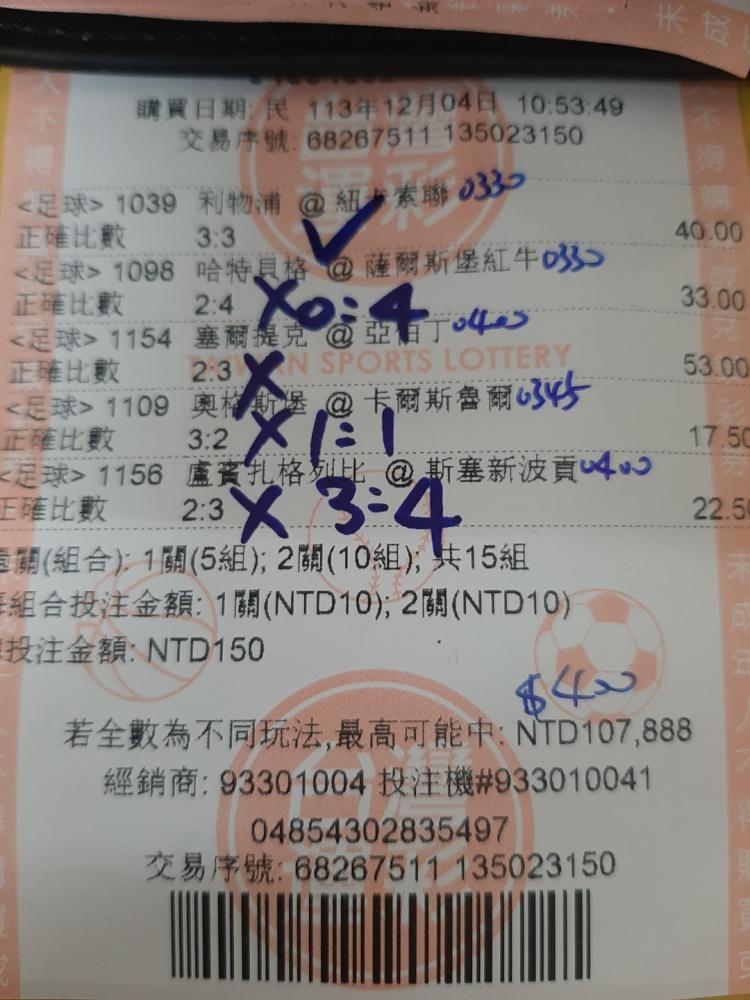 未成
購買日期: 民 113年12月04日 10:53:49
交易序號: 68267511 135023150
<足球> 1039 利物浦 @ 紐卡索聯 0330
正確比數 3:3 ✓ 40.00
<足球> 1098 哈特貝格 @ 薩爾斯堡紅牛 0330
正確比數 2:4 X 0:4 33.00
<足球> 1154 塞爾提克 @ 亞伯丁 0400
TAIWAN SPORTS LOTTERY
正確比數 2:3 X 53.00
<足球> 1109 奧格斯堡 @ 卡爾斯魯爾 0345
正確比數 3:2 X 1:1 17.50
<足球> 1156 盧賓扎格列比 @ 斯塞新波頁 0400
正確比數 2:3 X 3:4 22.50
過關(組合): 1關(5組); 2關(10組); 共15組
每組合投注金額: 1關(NTD10); 2關(NTD10)
投注金額: NTD150
$400
若全數為不同玩法,最高可能中: NTD107,888
經銷商: 93301004 投注機#933010041
04854302835497
交易序號: 68267511 135023150